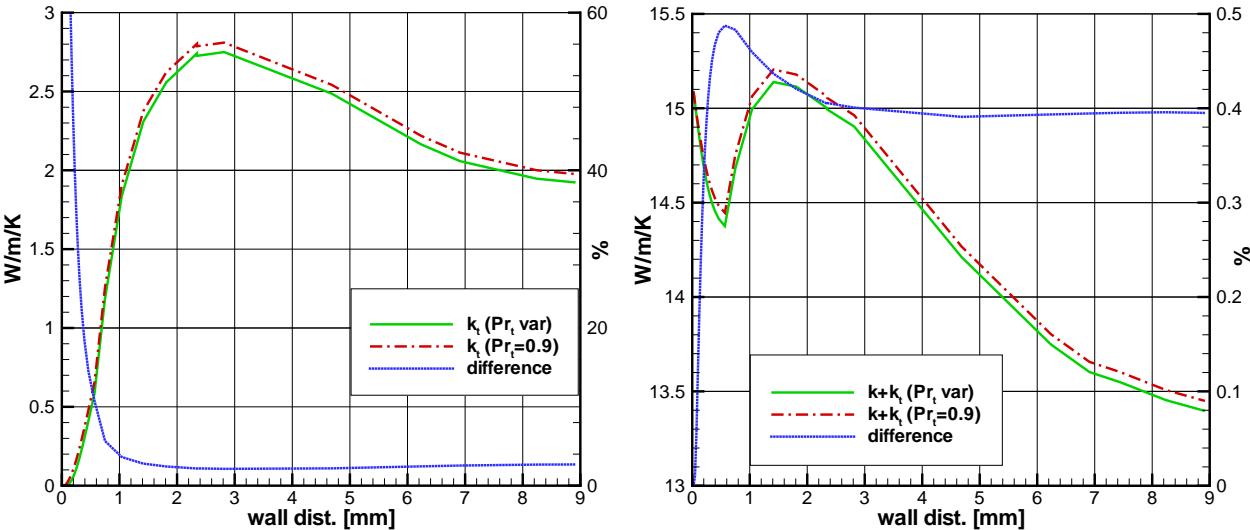 3
2.5
2
1.5
1
0.5
0
W/m/K
60
40
20
0
%
k_t (Pr_t var)
k_t (Pr_t=0.9)
difference
0 1 2 3 4 5 6 7 8 9
wall dist. [mm]
15.5
15
14.5
14
13.5
13
W/m/K
0.5
0.4
0.3
0.2
0.1
0
%
k+k_t (Pr_t var)
k+k_t (Pr_t=0.9)
difference
0 1 2 3 4 5 6 7 8 9
wall dist. [mm]